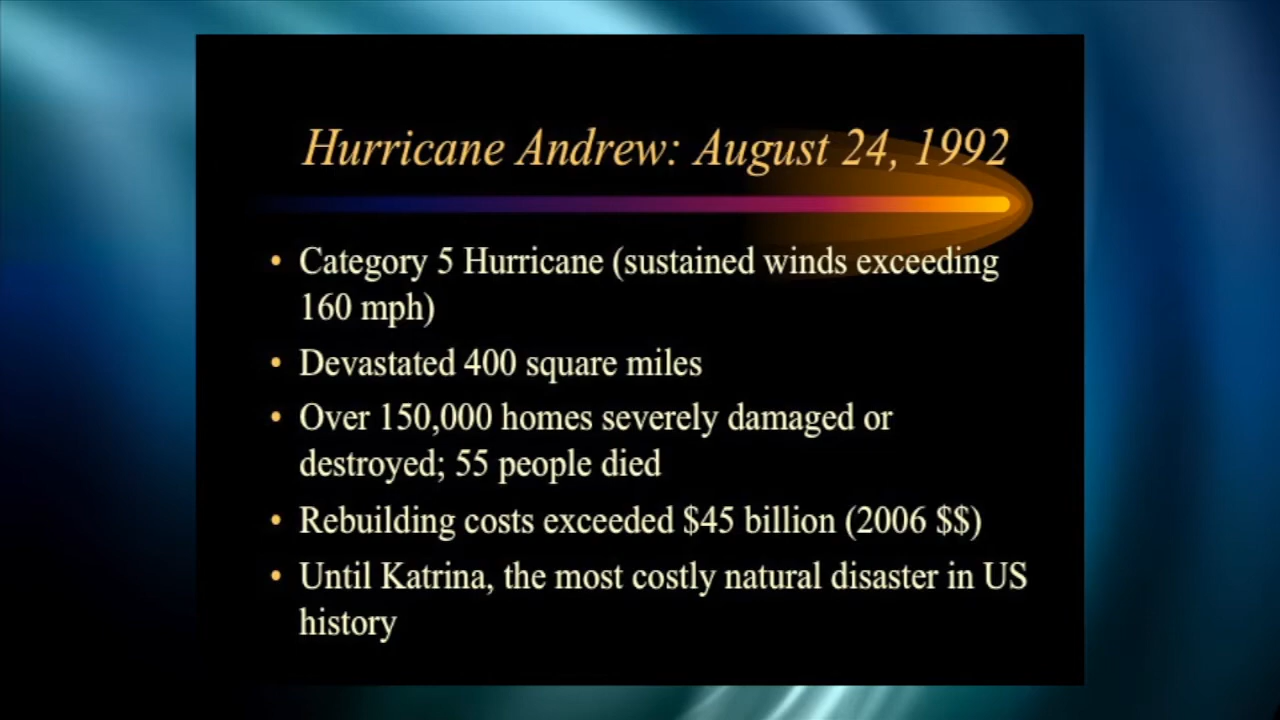 Hurricane Andrew: August 24, 1992
• Category 5 Hurricane (sustained winds exceeding
160 mph)
• Devastated 400 square miles
• Over 150,000 homes severely damaged or
destroyed; 55 people died
• Rebuilding costs exceeded $45 billion (2006 $$)
• Until Katrina, the most costly natural disaster in US
history